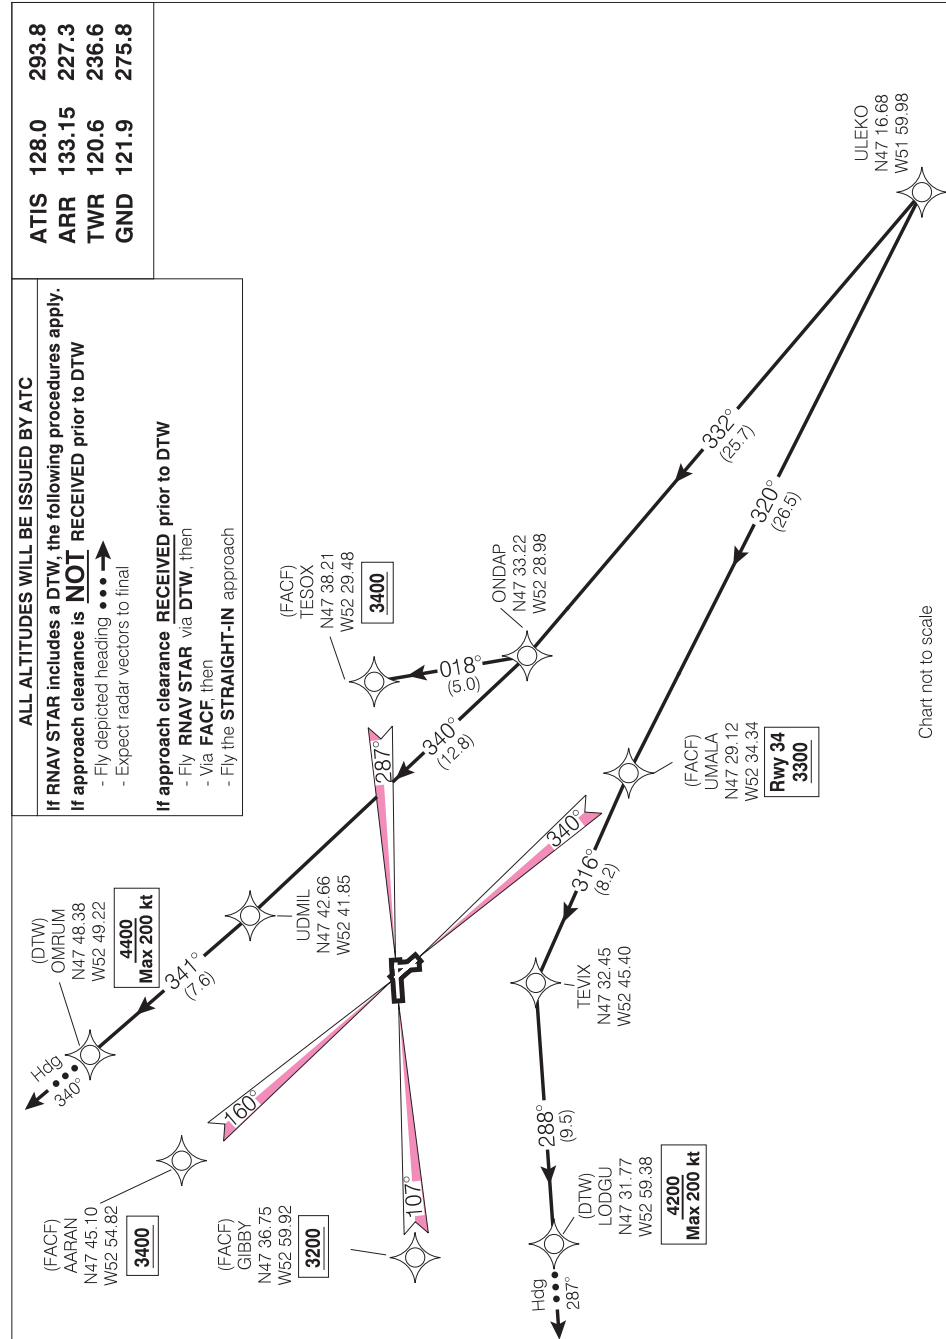 ATIS 128.0 293.8
ARR 133.15 227.3
TWR 120.6 236.6
GND 121.9 275.8
ALL ALTITUDES WILL BE ISSUED BY ATC
If RNAV STAR includes a DTW, the following procedures apply.
If approach clearance is NOT RECEIVED prior to DTW
- Fly depicted heading
- Expect radar vectors to final
If approach clearance RECEIVED prior to DTW
- Fly RNAV STAR via DTW, then
- Via FACF, then
- Fly the STRAIGHT-IN approach
Hdg
340°
(DTW)
OMRUM
N47 48.38
W52 49.22
4400
Max 200 kt
341°
(7.6)
UDMIL
N47 42.66
W52 41.85
340°
(12.8)
(FACF)
TESOX
N47 38.21
W52 29.48
3400
018°
(5.0)
ONDAP
N47 33.22
W52 28.98
332°
(25.7)
ULEKO
N47 16.68
W51 59.98
320°
(26.5)
(FACF)
AARAN
N47 45.10
W52 54.82
3400
160°
287°
(FACF)
GIBBY
N47 36.75
W52 59.92
3200
107°
340°
(FACF)
UMALA
N47 29.12
W52 34.34
Rwy 34
3300
316°
(8.2)
TEVIX
N47 32.45
W52 45.40
288°
(9.5)
(DTW)
LODGU
N47 31.77
W52 59.38
4200
Max 200 kt
Hdg
287°
Chart not to scale